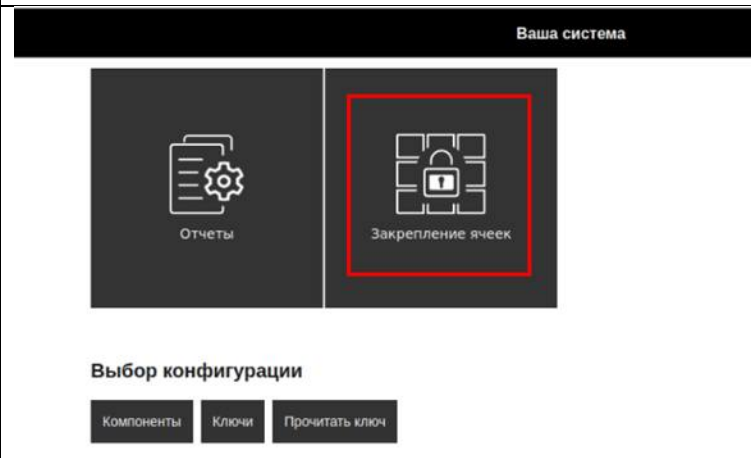 Ваша система
Отчеты
Закрепление ячеек
Выбор конфигурации
Компоненты
Ключи
Прочитать ключ